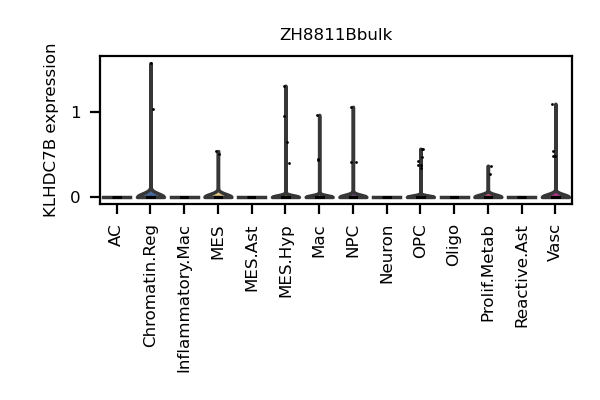 ZH8811Bbulk
KLHDC7B expression
1
0
AC
Chromatin.Reg
Inflammatory.Mac
MES
MES.Ast
MES.Hyp
Mac
NPC
Neuron
OPC
Oligo
Prolif.Metab
Reactive.Ast
Vasc